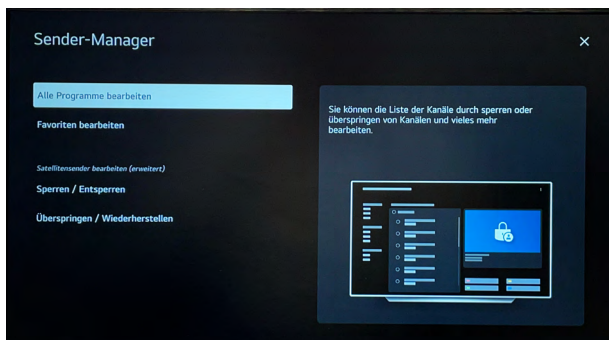 Sender-Manager
Alle Programme bearbeiten
Favoriten bearbeiten
Satellitensender bearbeiten (erweitert)
Sperren / Entsperren
Überspringen / Wiederherstellen
Sie können die Liste der Kanäle durch sperren oder
überspringen von Kanälen und vieles mehr
bearbeiten.